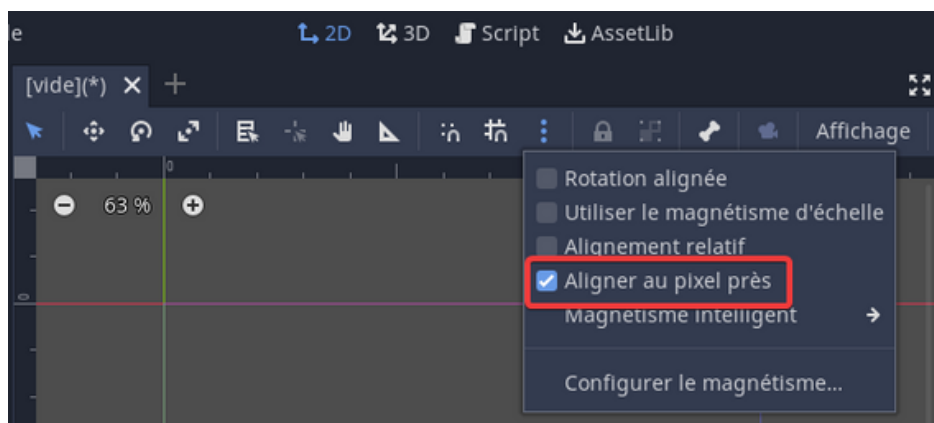 e 2D 3D Script AssetLib
[vide](*)
Affichage
0
63 %
Rotation alignée
Utiliser le magnétisme d'échelle
Alignement relatif
Aligner au pixel près
0
Magnétisme intelligent
Configurer le magnétisme...